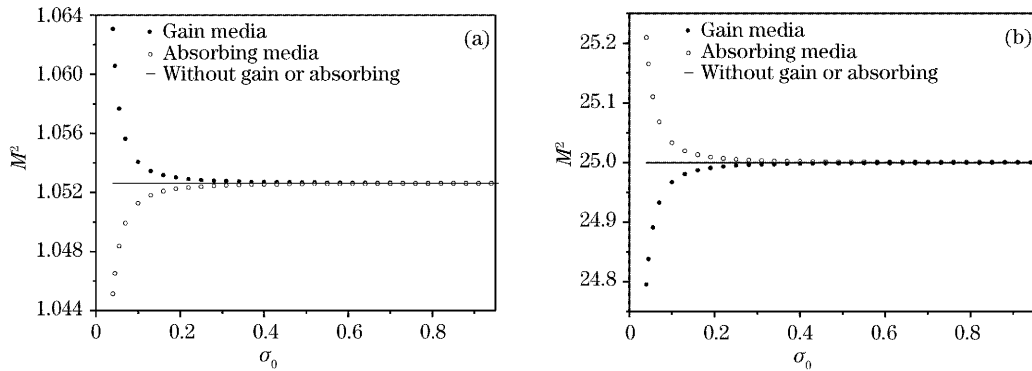 1.064
1.060
1.056
1.052
1.048
1.044
M²
0
0.2
0.4
0.6
0.8
σ₀
Gain media
Absorbing media
Without gain or absorbing
(a)
25.2
25.1
25.0
24.9
24.8
M²
0
0.2
0.4
0.6
0.8
σ₀
Gain media
Absorbing media
Without gain or absorbing
(b)